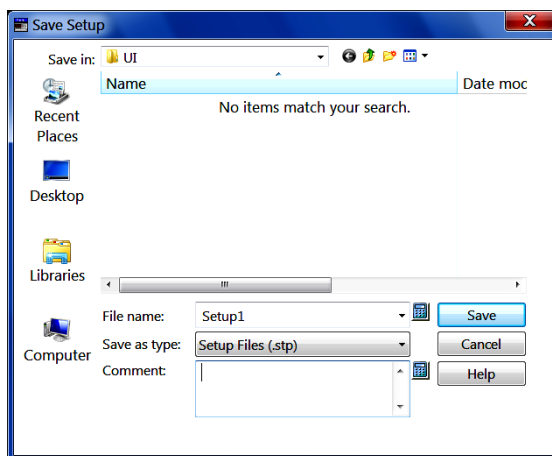 Save Setup
Save in: UI
Name Date moc
No items match your search.
Recent
Places
Desktop
Libraries
Computer
File name: Setup1 Save
Save as type: Setup Files (.stp) Cancel
Comment: Help